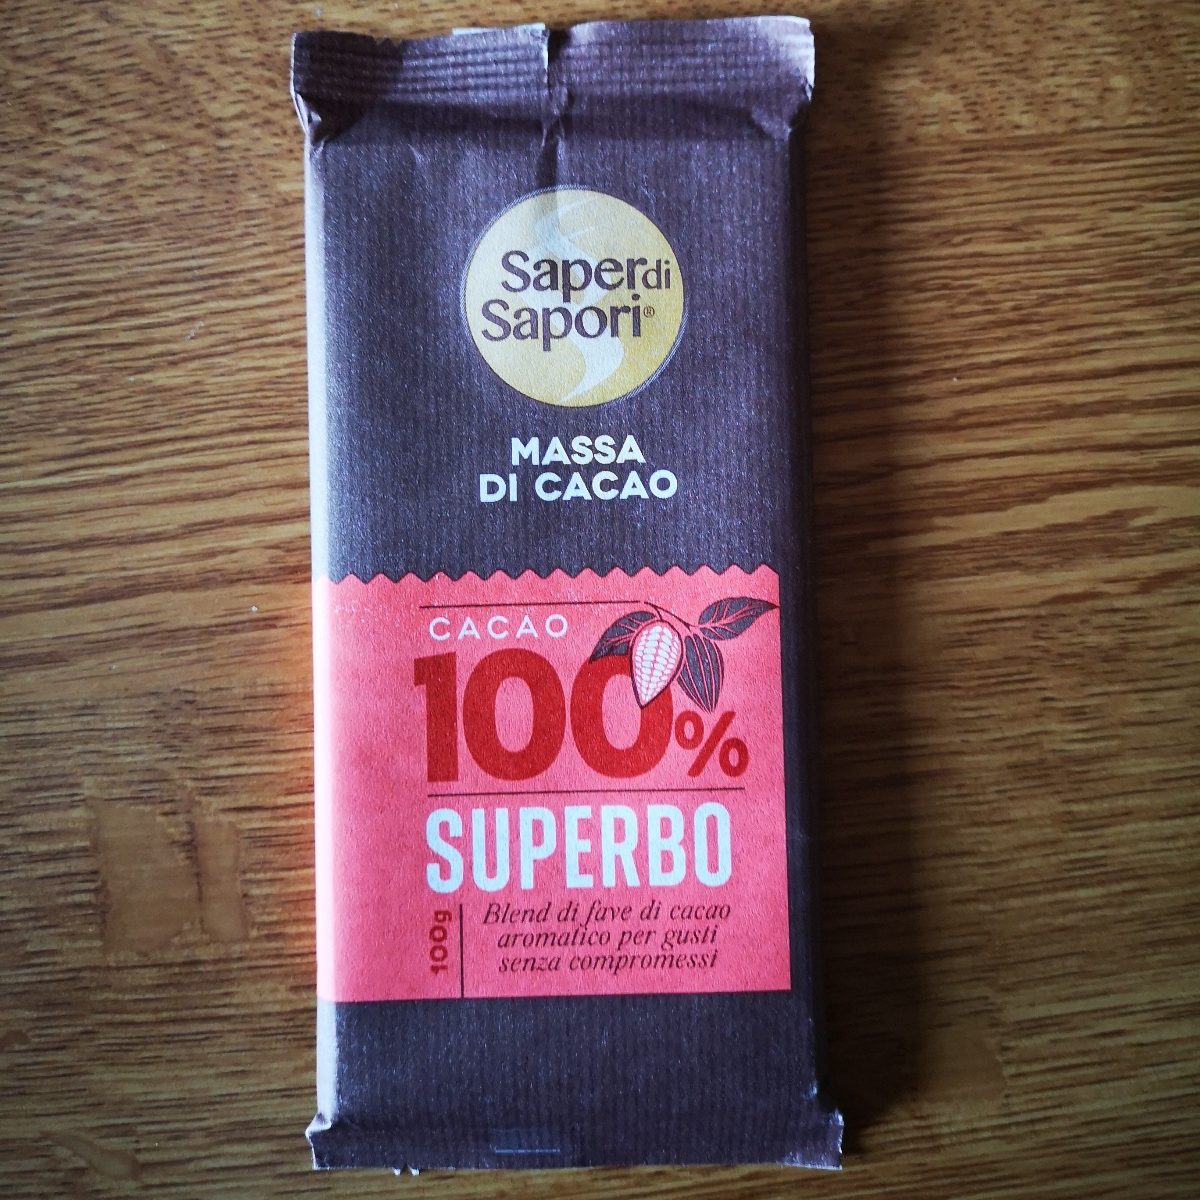 Saper di
Sapori®
MASSA
DI CACAO
CACAO
100%
SUPERBO
100g
Blend di fave di cacao
aromatico per gusti
senza compromessi